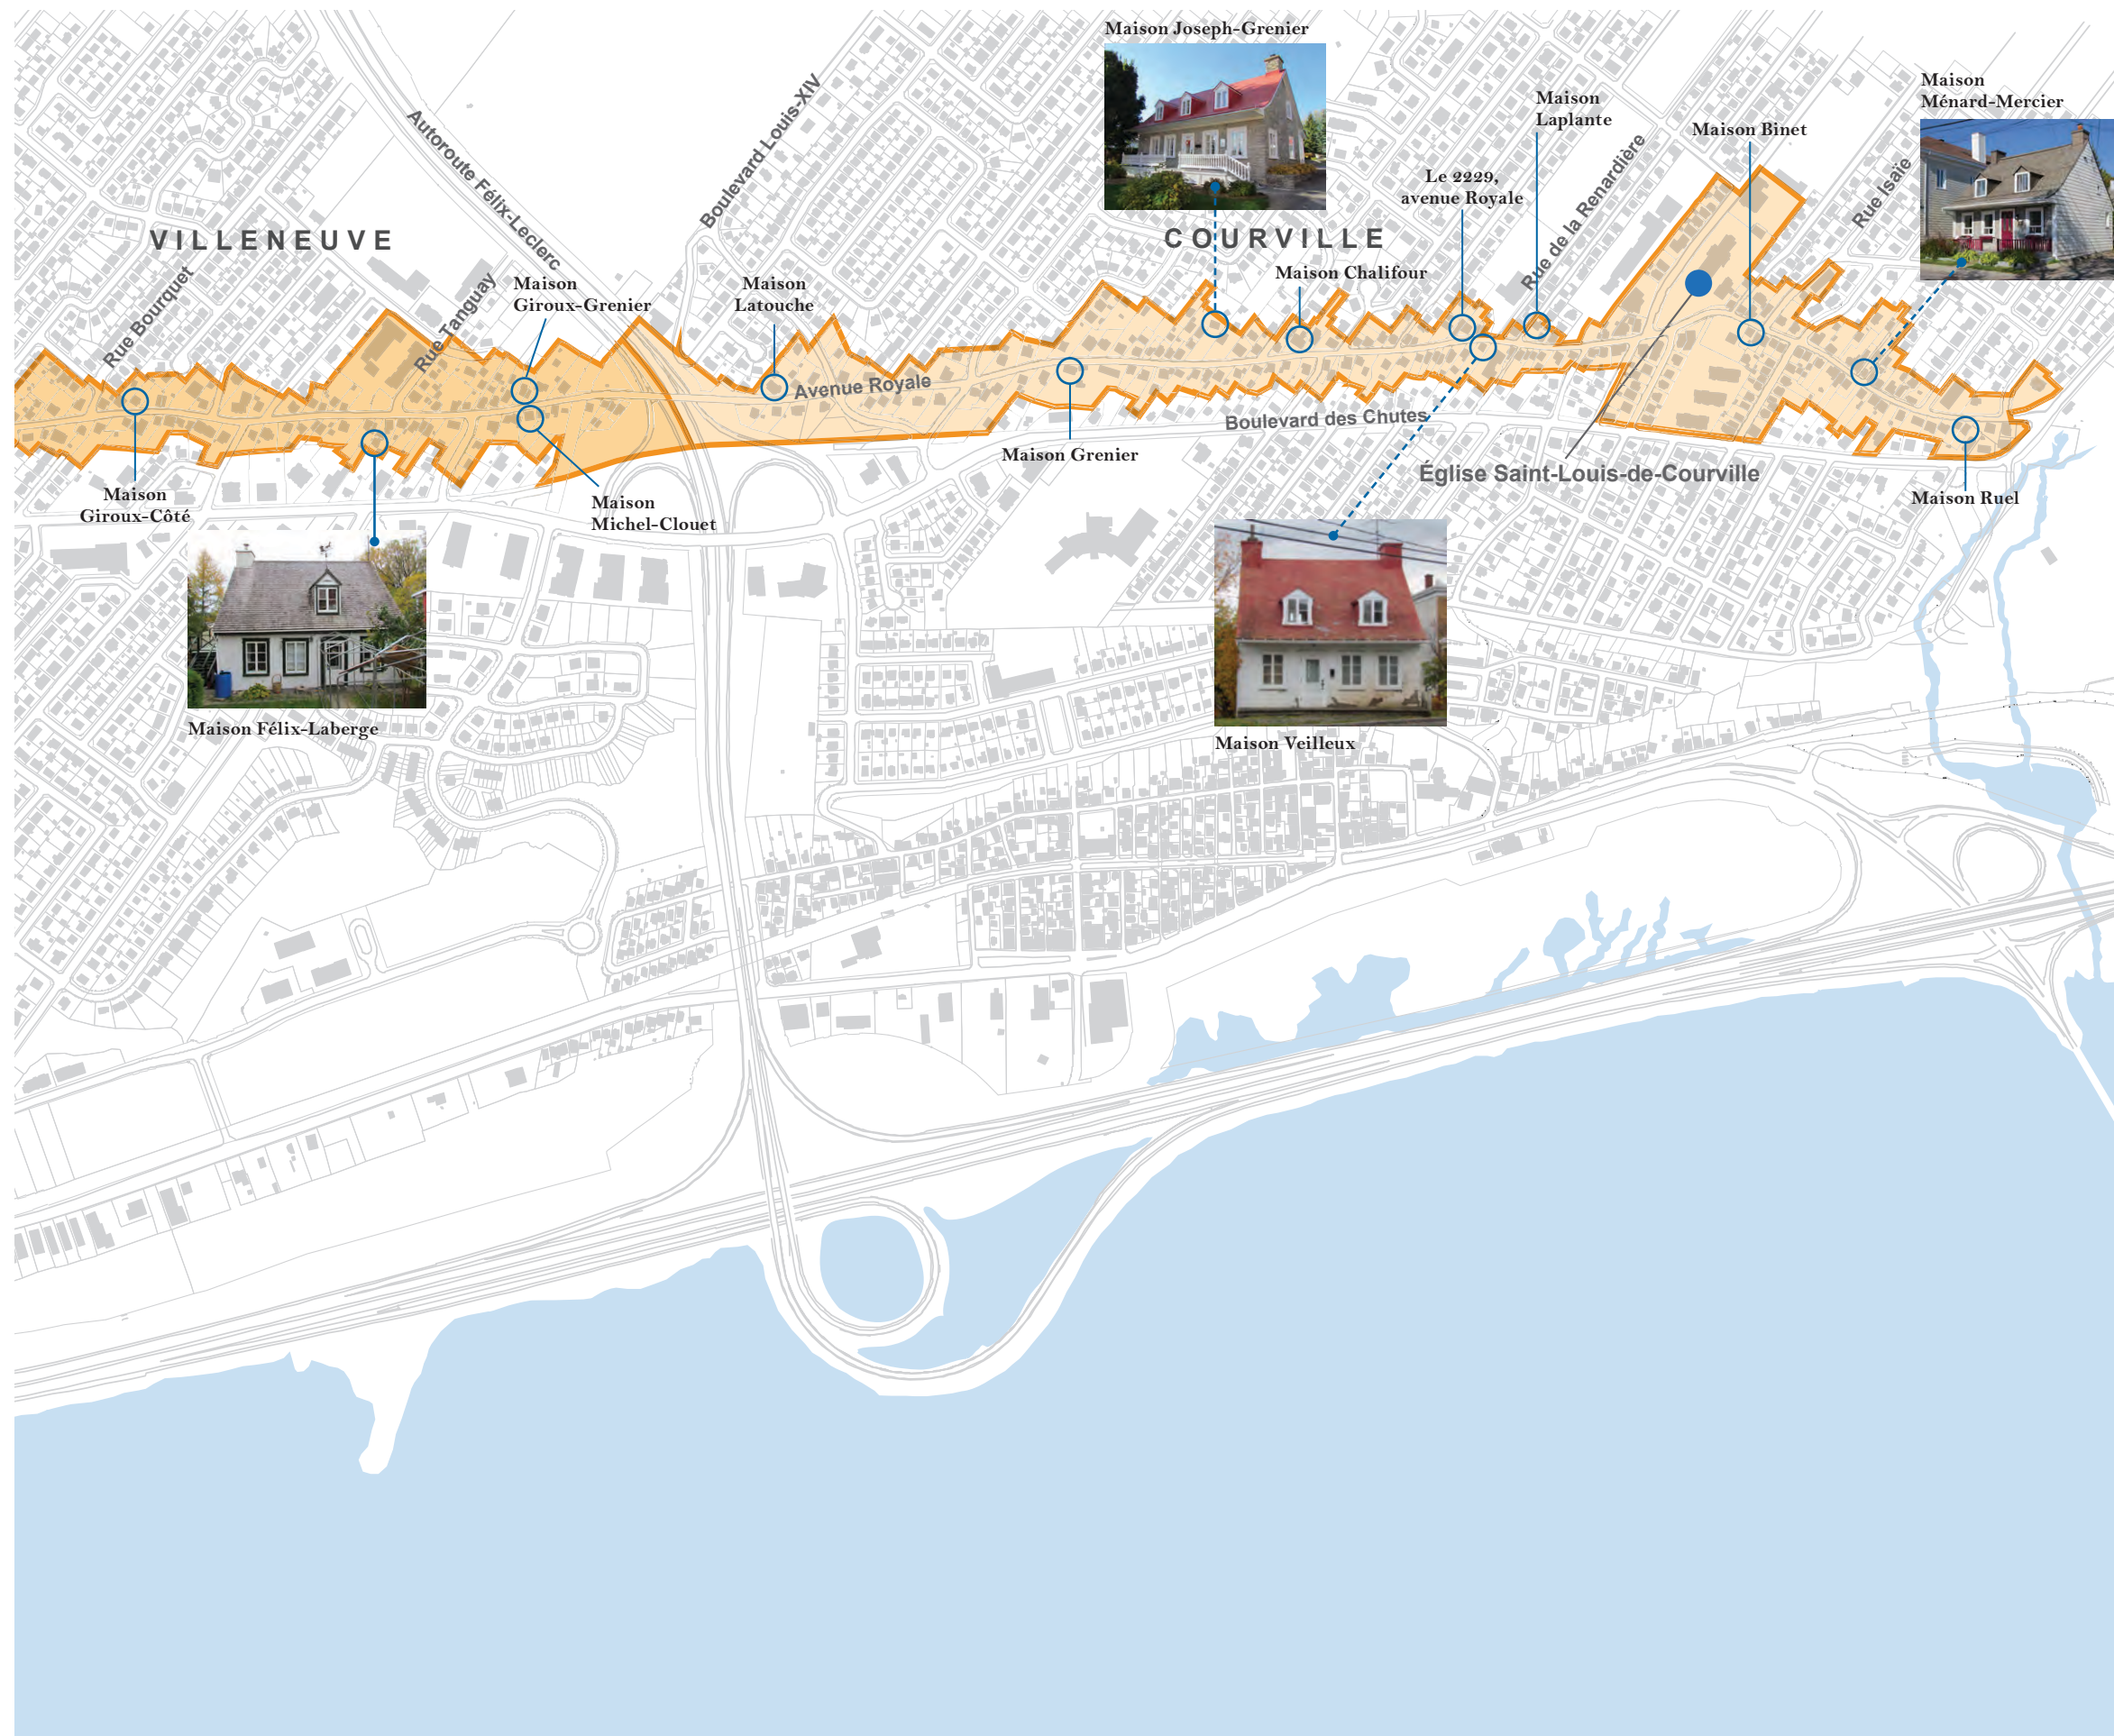 Maison Joseph-Grenier
Maison
Ménard-Mercier
Maison
Laplante
Maison Binet
Autoroute Félix-Leclerc
Boulevard Louis-XIV
Rue de la Renardière
Rue Isaïe
Le 2229,
avenue Royale
VILLENEUVE
COURVILLE
Maison Chalifour
Rue Bourquet
Rue Tanguay
Maison
Giroux-Grenier
Maison
Latouche
Avenue Royale
Boulevard des Chutes
Maison Grenier
Église Saint-Louis-de-Courville
Maison
Giroux-Côté
Maison
Michel-Clouet
Maison Ruel
Maison Félix-Laberge
Maison Veilleux